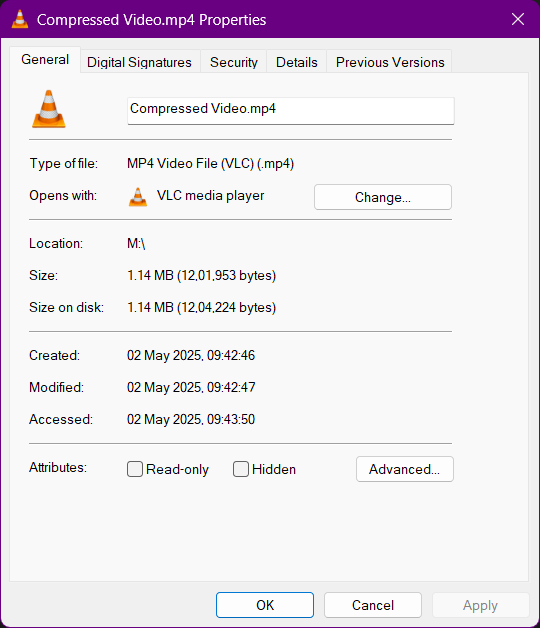 Compressed Video.mp4 Properties
General Digital Signatures Security Details Previous Versions
Compressed Video.mp4
Type of file: MP4 Video File (VLC) (.mp4)
Opens with: VLC media player Change...
Location: M:\
Size: 1.14 MB (12,01,953 bytes)
Size on disk: 1.14 MB (12,04,224 bytes)
Created: 02 May 2025, 09:42:46
Modified: 02 May 2025, 09:42:47
Accessed: 02 May 2025, 09:43:50
Attributes: Read-only Hidden Advanced...
OK Cancel Apply